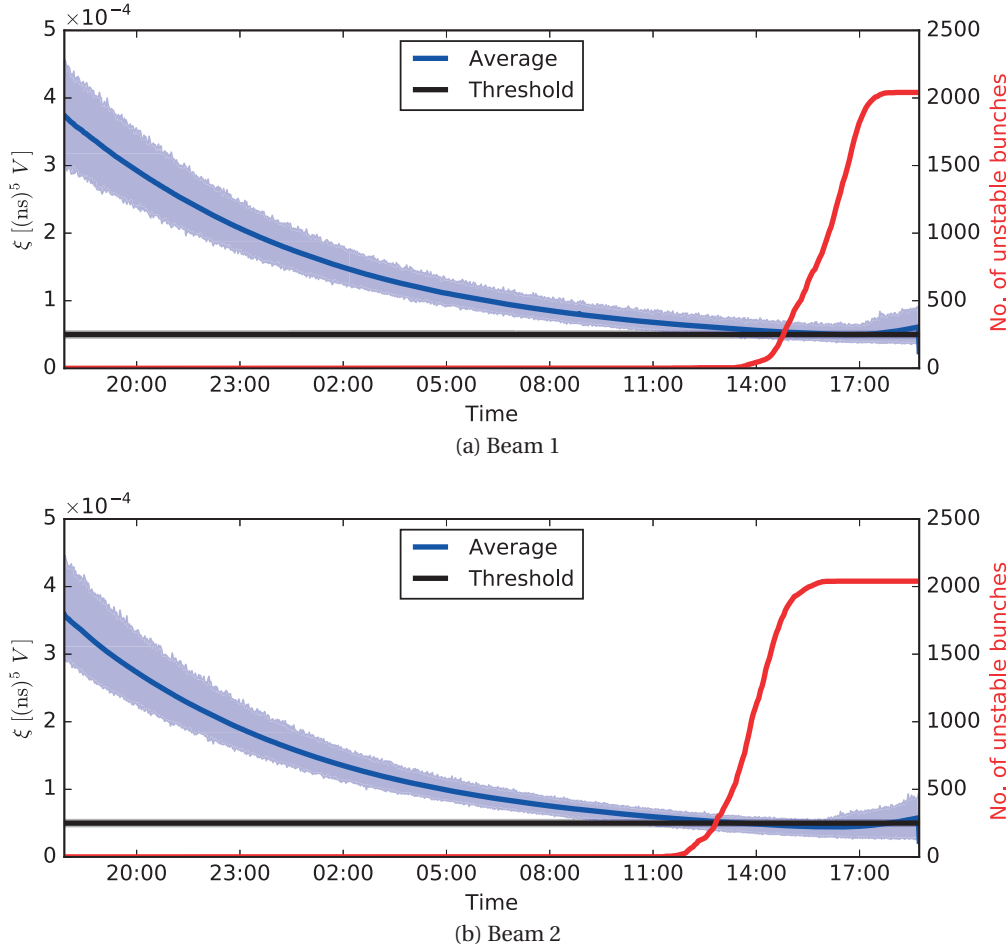 5 ×10⁻⁴ 2500
Average
Threshold
4 2000
3 1500
2 1000
1 500
0 0
ξ [(ns)⁵ V]
No. of unstable bunches
20:00 23:00 02:00 05:00 08:00 11:00 14:00 17:00
Time
(a) Beam 1
5 ×10⁻⁴ 2500
Average
Threshold
4 2000
3 1500
2 1000
1 500
0 0
ξ [(ns)⁵ V]
No. of unstable bunches
20:00 23:00 02:00 05:00 08:00 11:00 14:00 17:00
Time
(b) Beam 2